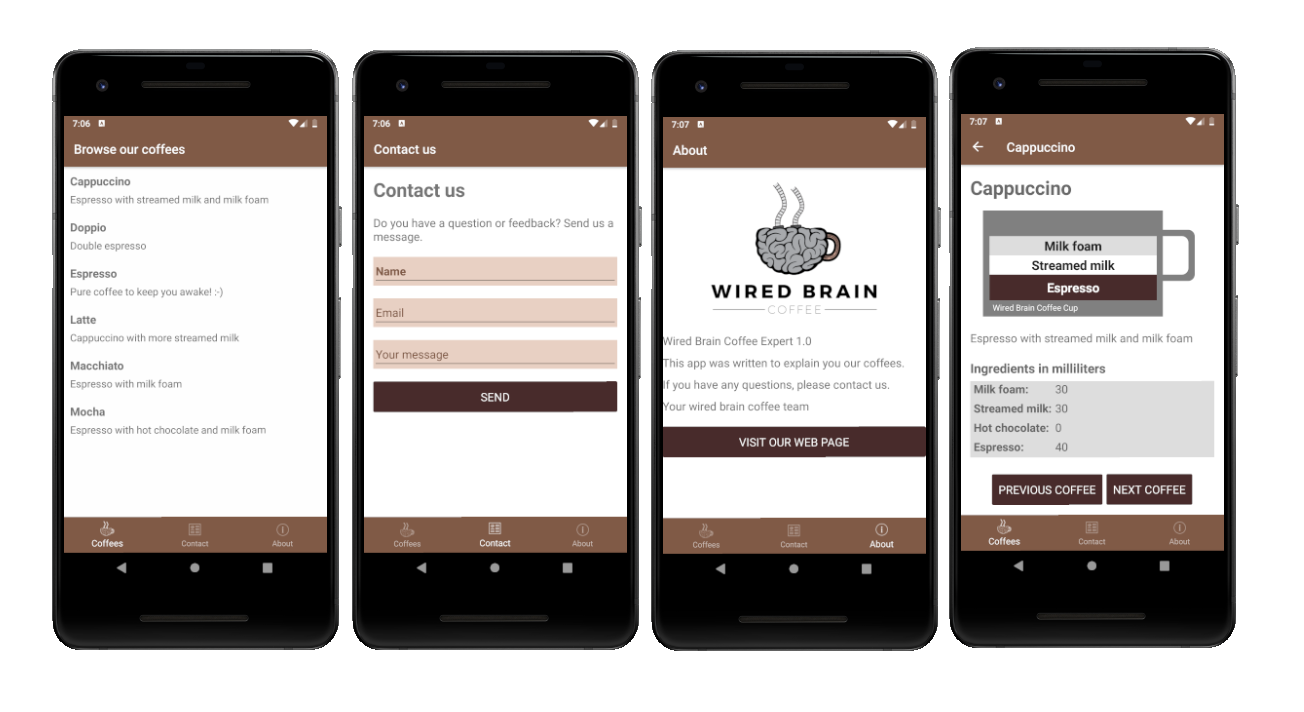 7:06
Browse our coffees
Cappuccino
Espresso with streamed milk and milk foam
Doppio
Double espresso
Espresso
Pure coffee to keep you awake! :-)
Latte
Cappuccino with more streamed milk
Macchiato
Espresso with milk foam
Mocha
Espresso with hot chocolate and milk foam
Coffees
Contact
About
7:06
Contact us
Contact us
Do you have a question or feedback? Send us a
message.
Name
Email
Your message
SEND
Coffees
Contact
About
7:07
About
WIRED BRAIN
COFFEE
Wired Brain Coffee Expert 1.0
This app was written to explain you our coffees.
If you have any questions, please contact us.
Your wired brain coffee team
VISIT OUR WEB PAGE
Coffees
Contact
About
7:07
Cappuccino
Cappuccino
Milk foam
Streamed milk
Espresso
Wired Brain Coffee Cup
Espresso with streamed milk and milk foam
Ingredients in milliliters
Milk foam: 30
Streamed milk: 30
Hot chocolate: 0
Espresso: 40
PREVIOUS COFFEE NEXT COFFEE
Coffees
Contact
About